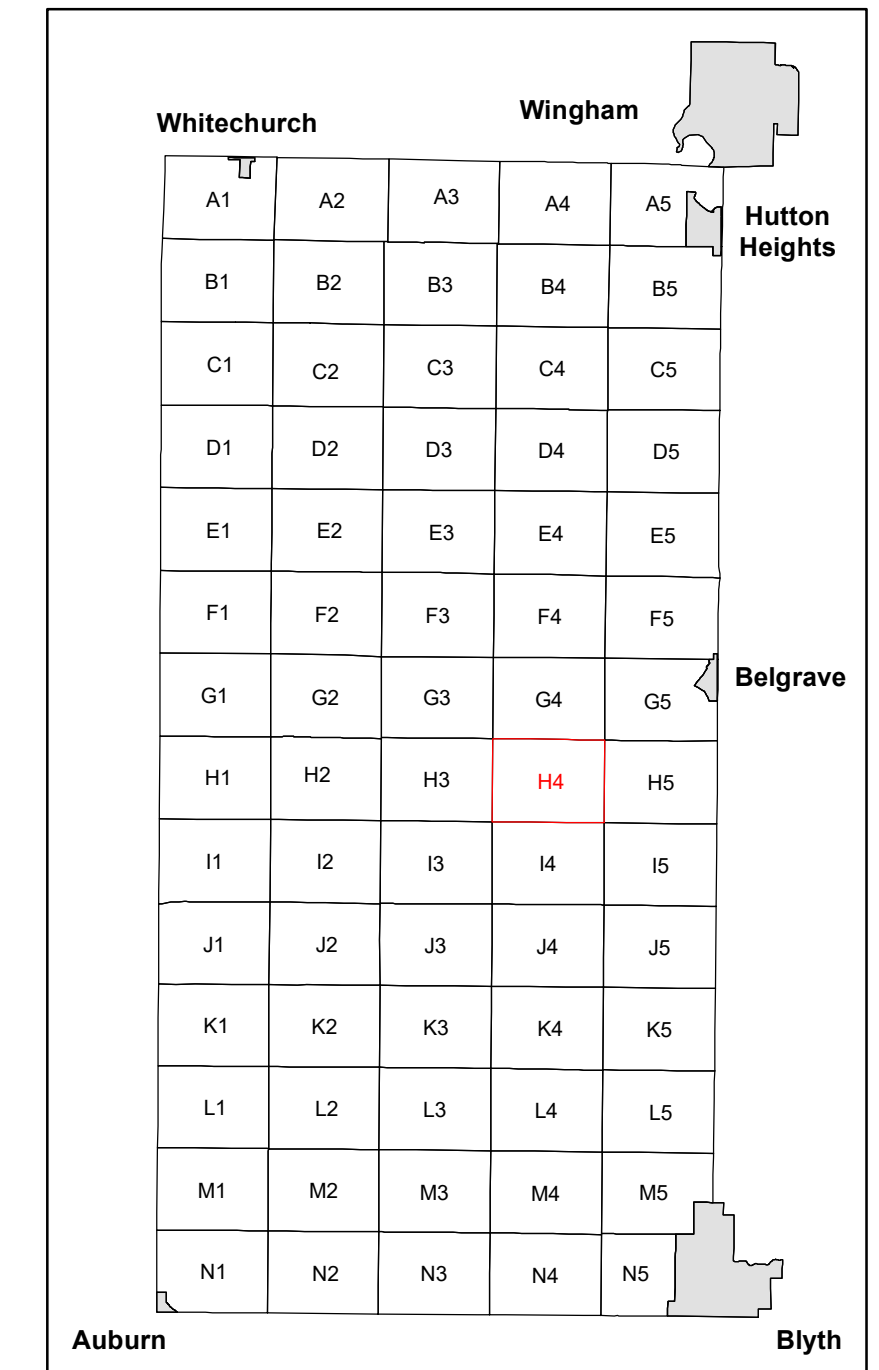 Wingham
Whitechurch
A1 A2 A3 A4 A5
Hutton
Heights
B1 B2 B3 B4 B5
C1 C2 C3 C4 C5
D1 D2 D3 D4 D5
E1 E2 E3 E4 E5
F1 F2 F3 F4 F5
Belgrave
G1 G2 G3 G4 G5
H1 H2 H3 H4 H5
I1 I2 I3 I4 I5
J1 J2 J3 J4 J5
K1 K2 K3 K4 K5
L1 L2 L3 L4 L5
M1 M2 M3 M4 M5
N1 N2 N3 N4 N5
Auburn Blyth